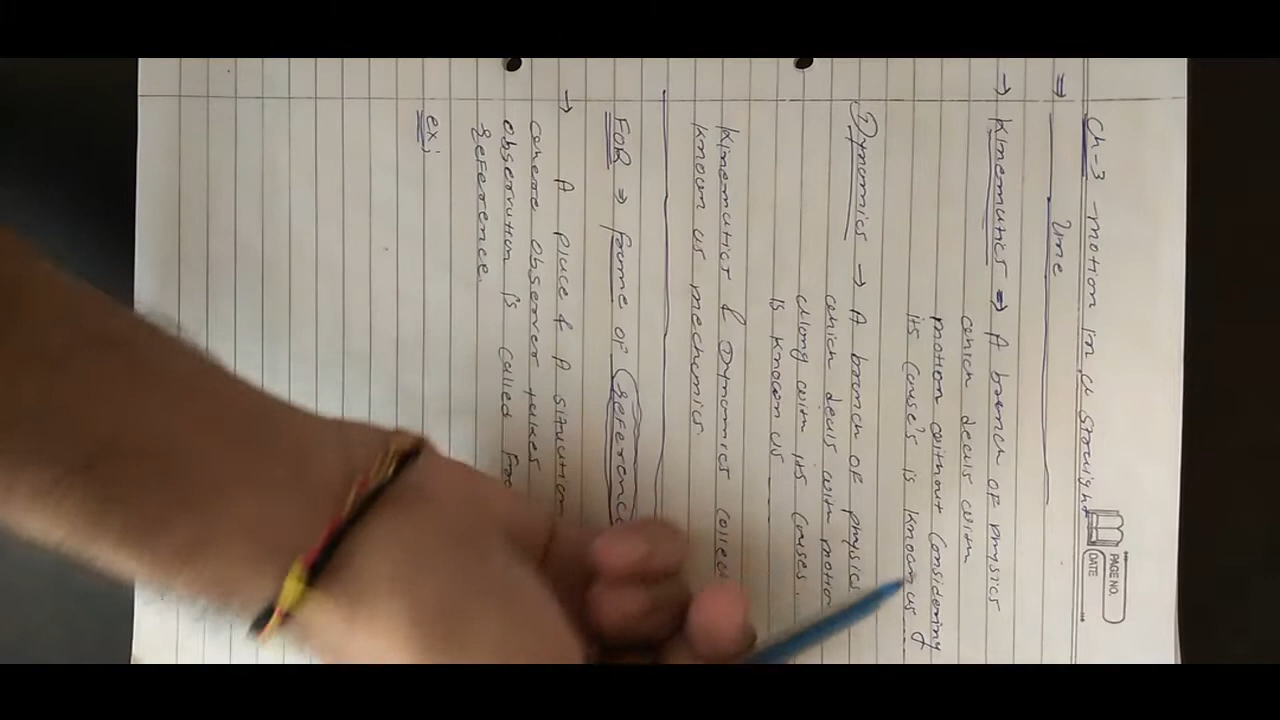 PAGE NO.
DATE
Ch-3 - motion in a straight
⇒ line
→ Kinematics ⇒ A branch of physics
which deals with
motion without considering
its cause's is known as
Dynamics → A branch of physics
which deals with motion
along with its causes.
is known as
Kinematics & Dynamics collec
known as mechanics.
FOR ⇒ frame of reference
→ A place & A situation
where observer takes
observation is called
reference.
ex;